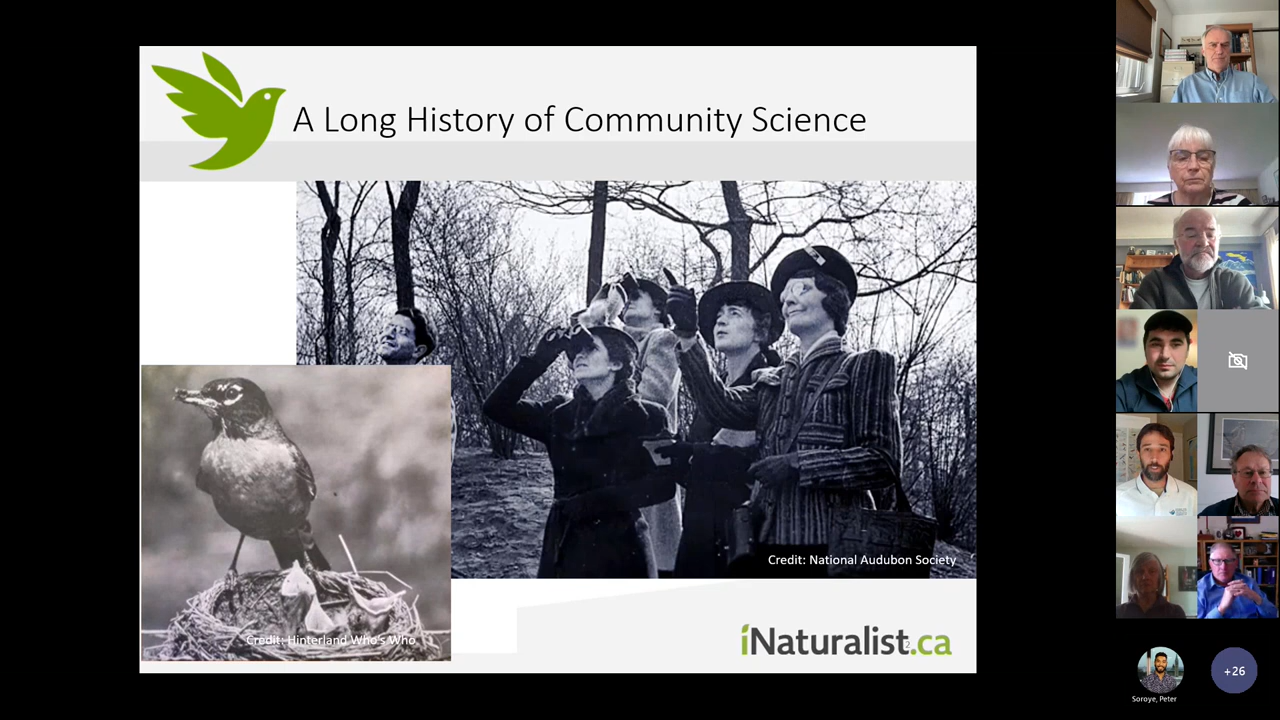 A Long History of Community Science
Credit: National Audubon Society
Credit: Hinterland Who's Who
iNaturalist.ca
Soroye, Peter
+26